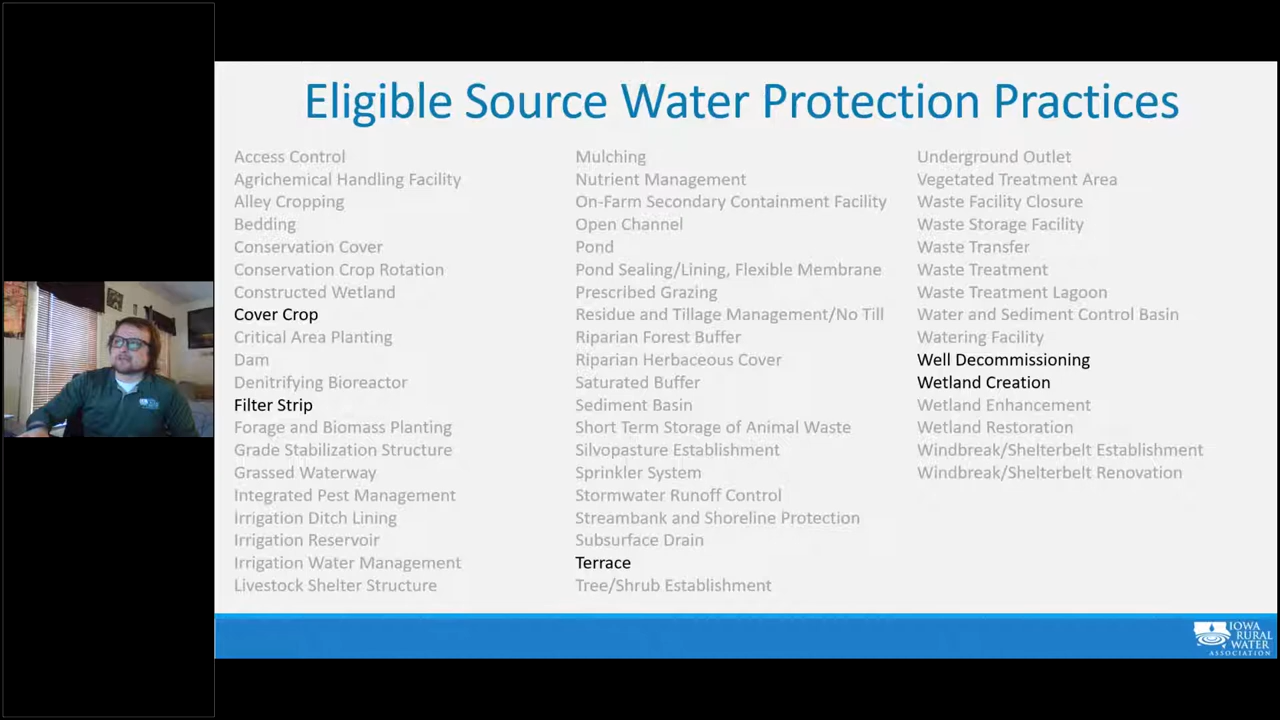 Eligible Source Water Protection Practices
Access Control
Agrichemical Handling Facility
Alley Cropping
Bedding
Conservation Cover
Conservation Crop Rotation
Constructed Wetland
Cover Crop
Critical Area Planting
Dam
Denitrifying Bioreactor
Filter Strip
Forage and Biomass Planting
Grade Stabilization Structure
Grassed Waterway
Integrated Pest Management
Irrigation Ditch Lining
Irrigation Reservoir
Irrigation Water Management
Livestock Shelter Structure
Mulching
Nutrient Management
On-Farm Secondary Containment Facility
Open Channel
Pond
Pond Sealing/Lining, Flexible Membrane
Prescribed Grazing
Residue and Tillage Management/No Till
Riparian Forest Buffer
Riparian Herbaceous Cover
Saturated Buffer
Sediment Basin
Short Term Storage of Animal Waste
Silvopasture Establishment
Sprinkler System
Stormwater Runoff Control
Streambank and Shoreline Protection
Subsurface Drain
Terrace
Tree/Shrub Establishment
Underground Outlet
Vegetated Treatment Area
Waste Facility Closure
Waste Storage Facility
Waste Transfer
Waste Treatment
Waste Treatment Lagoon
Water and Sediment Control Basin
Watering Facility
Well Decommissioning
Wetland Creation
Wetland Enhancement
Wetland Restoration
Windbreak/Shelterbelt Establishment
Windbreak/Shelterbelt Renovation
IOWA
RURAL
WATER
ASSOCIATION